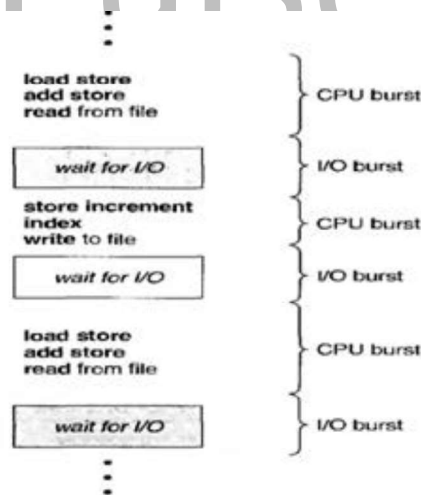 load store
add store
read from file
CPU burst
wait for I/O
I/O burst
store increment
index
write to file
CPU burst
wait for I/O
I/O burst
load store
add store
read from file
CPU burst
wait for I/O
I/O burst